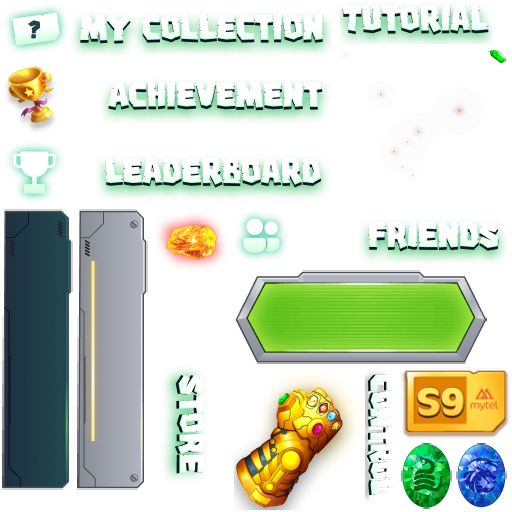 ?
MY COLLECTION
TUTORIAL
ACHIEVEMENT
LEADERBOARD
FRIENDS
STORE
CONTROL
S9
mytel